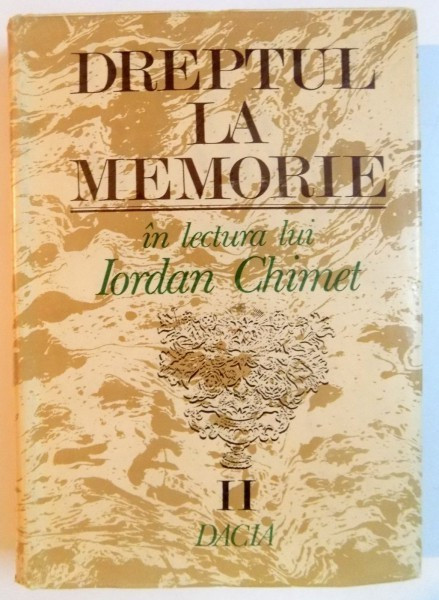 DREPTUL
LA
MEMORIE
în lectura lui
Iordan Chimet
II
DACIA